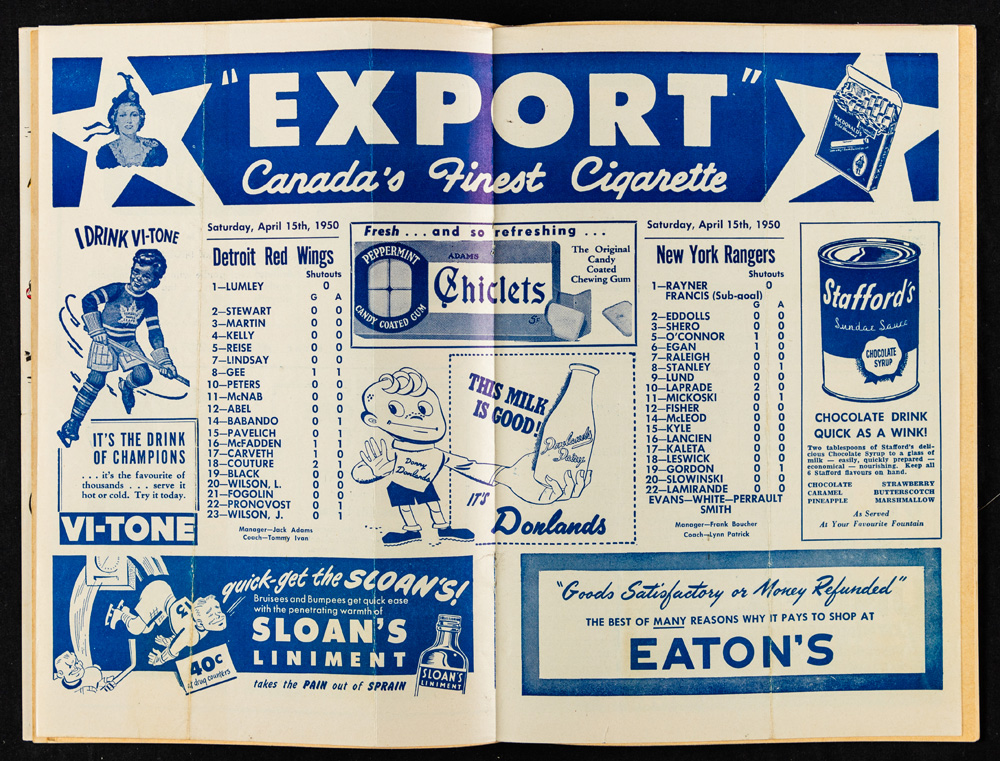 "EXPORT"
Canada's Finest Cigarette
MACDONALD'S
I DRINK VI-TONE
IT'S THE DRINK
OF CHAMPIONS
... it's the favourite of
thousands . . . serve it
hot or cold. Try it today.
VI-TONE
Saturday, April 15th, 1950
Detroit Red Wings
Shutouts
1—LUMLEY 0
G A
2—STEWART 0 0
3—MARTIN 0 0
4—KELLY 0 0
5—REISE 0 0
7—LINDSAY 0 0
8—GEE 1 1
10—PETERS 0 0
11—McNAB 0 0
12—ABEL 0 0
14—BABANDO 0 1
15—PAVELICH 0 1
16—McFADDEN 1 1
17—CARVETH 1 0
18—COUTURE 2 1
19—BLACK 0 0
20—WILSON, L. 0 0
21—FOGOLIN 0 0
22—PRONOVOST 0 1
23—WILSON, J. 0 1
Manager—Jack Adams
Coach—Tommy Ivan
Fresh . . . and so refreshing . . .
PEPPERMINT
CANDY COATED GUM
ADAMS
Chiclets
5¢
The Original
Candy
Coated
Chewing Gum
THIS MILK
IS GOOD!
Donlands
Dairy
Donny
Donlands
IT'S
Donlands
Saturday, April 15th, 1950
New York Rangers
Shutouts
1—RAYNER 0
FRANCIS (Sub-goal)
G A
2—EDDOLLS 0 0
3—SHERO 0 0
5—O'CONNOR 1 0
6—EGAN 1 0
7—RALEIGH 0 0
8—STANLEY 0 1
9—LUND 0 0
10—LAPRADE 2 0
11—MICKOSKI 0 1
12—FISHER 0 0
14—McLEOD 0 0
15—KYLE 0 0
16—LANCIEN 0 0
17—KALETA 0 0
18—LESWICK 0 0
19—GORDON 0 1
20—SLOWINSKI 0 0
22—LAMIRANDE 0 0
EVANS—WHITE—PERRAULT
SMITH
Manager—Frank Boucher
Coach—Lynn Patrick
Stafford's
Sundae Sauce
CHOCOLATE
SYRUP
CHOCOLATE DRINK
QUICK AS A WINK!
Two tablespoons of Stafford's deli-
cious Chocolate Syrup to a glass of
milk — easily, quickly prepared —
economical — nourishing. Keep all
6 Stafford flavours on hand.
CHOCOLATE STRAWBERRY
CARAMEL BUTTERSCOTCH
PINEAPPLE MARSHMALLOW
As Served
At Your Favourite Fountain
quick-get the SLOAN'S!
Bruisees and Bumpees get quick ease
with the penetrating warmth of
SLOAN'S
LINIMENT
takes the PAIN out of SPRAIN
13
40c
at drug counters
SLOAN'S
LINIMENT
"Goods Satisfactory or Money Refunded"
THE BEST OF MANY REASONS WHY IT PAYS TO SHOP AT
EATON'S